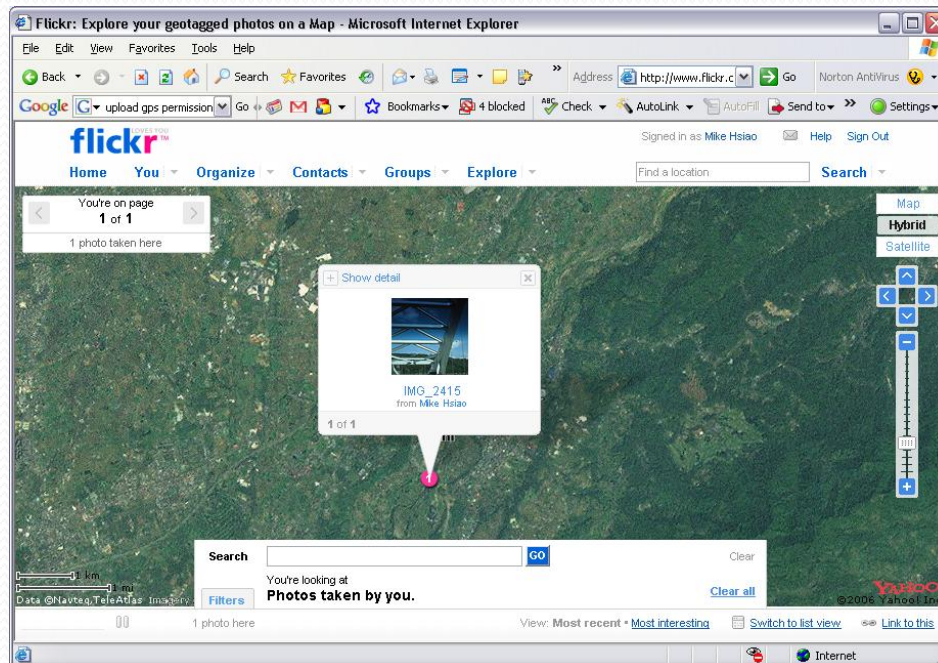 Flickr: Explore your geotagged photos on a Map - Microsoft Internet Explorer
File Edit View Favorites Tools Help
Back Search Favorites » Address http://www.flickr.c Go Norton AntiVirus
Google G upload gps permission Go Bookmarks 4 blocked ABC Check AutoLink AutoFill Send to » Settings
flickr LOVES YOU TM
Signed in as Mike Hsiao Help Sign Out
Home You Organize Contacts Groups Explore Find a location Search
You're on page
1 of 1
1 photo taken here
Map
Hybrid
Satellite
+ Show detail
IMG_2415
from Mike Hsiao
1 of 1
1
Search GO Clear
You're looking at
Photos taken by you.
Filters Clear all
1 km
1 mi
Data ©Navteq,TeleAtlas Imagery
YAHOO
©2006 Yahoo! In
1 photo here View: Most recent • Most interesting Switch to list view Link to this
Internet